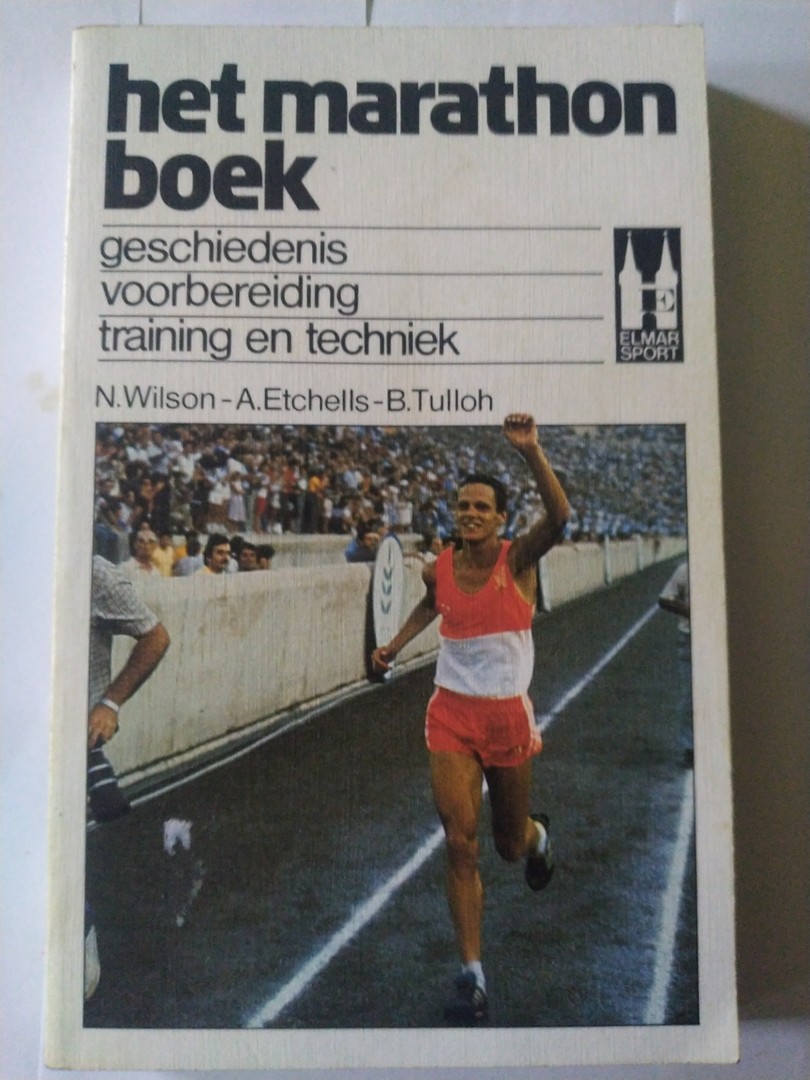 het marathon
boek
geschiedenis
voorbereiding
training en techniek
E
ELMAR
SPORT
N.Wilson-A.Etchells-B.Tulloh